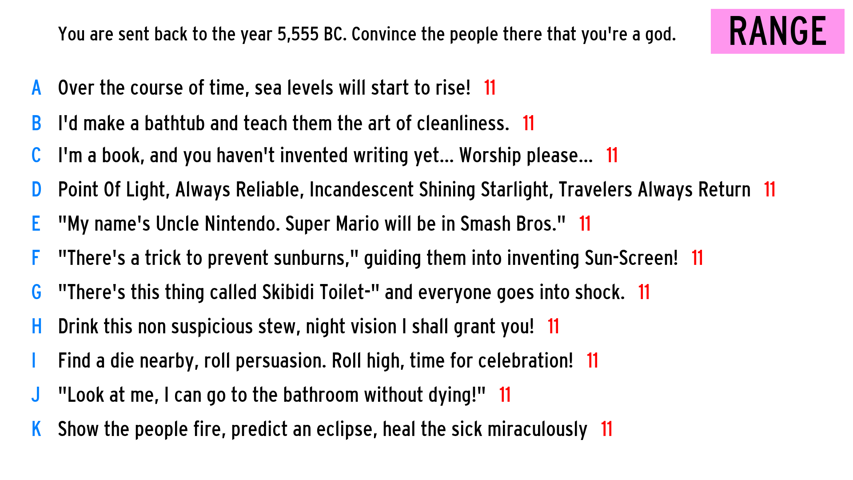 You are sent back to the year 5,555 BC. Convince the people there that you're a god.
RANGE
A Over the course of time, sea levels will start to rise! 11
B I'd make a bathtub and teach them the art of cleanliness. 11
C I'm a book, and you haven't invented writing yet... Worship please... 11
D Point Of Light, Always Reliable, Incandescent Shining Starlight, Travelers Always Return 11
E "My name's Uncle Nintendo. Super Mario will be in Smash Bros." 11
F "There's a trick to prevent sunburns," guiding them into inventing Sun-Screen! 11
G "There's this thing called Skibidi Toilet-" and everyone goes into shock. 11
H Drink this non suspicious stew, night vision I shall grant you! 11
I Find a die nearby, roll persuasion. Roll high, time for celebration! 11
J "Look at me, I can go to the bathroom without dying!" 11
K Show the people fire, predict an eclipse, heal the sick miraculously 11